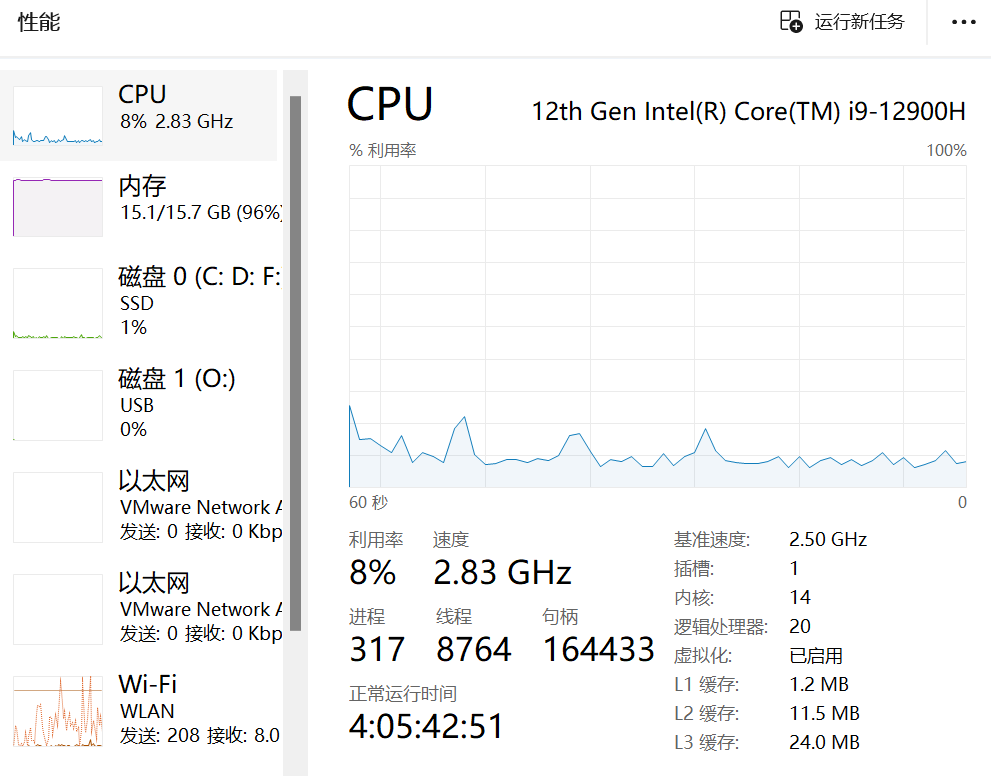 性能
运行新任务
CPU
8% 2.83 GHz
内存
15.1/15.7 GB (96%)
磁盘 0 (C: D: F:
SSD
1%
磁盘 1 (O:)
USB
0%
以太网
VMware Network A
发送: 0 接收: 0 Kbp
以太网
VMware Network A
发送: 0 接收: 0 Kbp
Wi-Fi
WLAN
发送: 208 接收: 8.0
CPU
12th Gen Intel(R) Core(TM) i9-12900H
% 利用率
100%
60 秒
0
利用率
速度
8%
2.83 GHz
进程
线程
句柄
317
8764
164433
正常运行时间
4:05:42:51
基准速度: 2.50 GHz
插槽: 1
内核: 14
逻辑处理器: 20
虚拟化: 已启用
L1 缓存: 1.2 MB
L2 缓存: 11.5 MB
L3 缓存: 24.0 MB